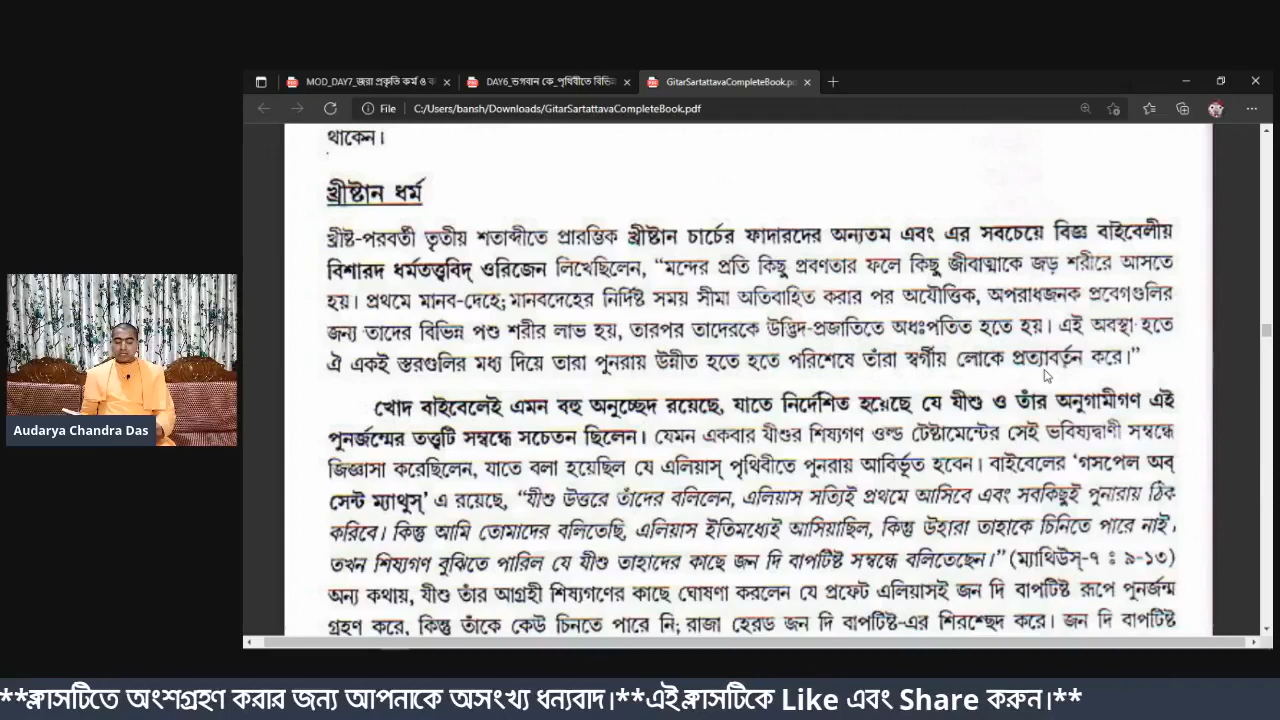 MOD_DAY7_জরা প্রকৃতি কর্ম ও ক
DAY6_ভগবান কে_পৃথিবীতে বিভিন্ন
GitarSartattavaCompleteBook.p
File C:/Users/bansh/Downloads/GitarSartattavaCompleteBook.pdf
থাকেন।
খ্রীষ্টান ধর্ম
খ্রীষ্ট-পরবর্তী তৃতীয় শতাব্দীতে প্রারম্ভিক খ্রীষ্টান চার্চের ফাদারদের অন্যতম এবং এর সবচেয়ে বিজ্ঞ বাইবেলীয়
বিশারদ ধর্মতত্ত্ববিদ্ ওরিজেন লিখেছিলেন, “মন্দের প্রতি কিছু প্রবণতার ফলে কিছু জীবাত্মাকে জড় শরীরে আসতে
হয়। প্রথমে মানব-দেহে; মানবদেহের নির্দিষ্ট সময় সীমা অতিবাহিত করার পর অযৌত্তিক, অপরাধজনক প্রবেগগুলির
জন্য তাদের বিভিন্ন পশু শরীর লাভ হয়, তারপর তাদেরকে উদ্ভিদ-প্রজাতিতে অধঃপতিত হতে হয়। এই অবস্থা হতে
ঐ একই স্তরগুলির মধ্য দিয়ে তারা পুনরায় উন্নীত হতে হতে পরিশেষে তাঁরা স্বর্গীয় লোকে প্রত্যাবর্তন করে।”
খোদ বাইবেলেই এমন বহু অনুচ্ছেদ রয়েছে, যাতে নির্দেশিত হয়েছে যে যীশু ও তাঁর অনুগামীগণ এই
পুনর্জন্মের তত্ত্বটি সম্বন্ধে সচেতন ছিলেন। যেমন একবার যীশুর শিষ্যগণ ওল্ড টেষ্টামেন্টের সেই ভবিষ্যদ্বাণী সম্বন্ধে
জিজ্ঞাসা করেছিলেন, যাতে বলা হয়েছিল যে এলিয়াস্ পৃথিবীতে পুনরায় আবির্ভূত হবেন। বাইবেলের ‘গসপেল অব্
সেন্ট ম্যাথুস্’ এ রয়েছে, “যীশু উত্তরে তাঁদের বলিলেন, এলিয়াস সত্যিই প্রথমে আসিবে এবং সবকিছুই পুনারায় ঠিক
করিবে। কিন্তু আমি তোমাদের বলিতেছি, এলিয়াস ইতিমধ্যেই আসিয়াছিল, কিন্তু উহারা তাহাকে চিনিতে পারে নাই,
তখন শিষ্যগণ বুঝিতে পারিল যে যীশু তাহাদের কাছে জন দি বাপটিষ্ট সম্বন্ধে বলিতেছেন।” (ম্যাথিউস্-৭ : ৯-১৩)
অন্য কথায়, যীশু তাঁর আগ্রহী শিষ্যগণের কাছে ঘোষণা করলেন যে প্রফেট এলিয়াসই জন দি বাপটিষ্ট রূপে পুনর্জন্ম
গ্রহণ করে, কিন্তু তাঁকে কেউ চিনতে পারে নি; রাজা হেরড জন দি বাপটিষ্ট-এর শিরশ্ছেদ করে। জন দি বাপটিষ্ট
Audarya Chandra Das
**ক্লাসটিতে অংশগ্রহণ করার জন্য আপনাকে অসংখ্য ধন্যবাদ।**এই ক্লাসটিকে Like এবং Share করুন।**